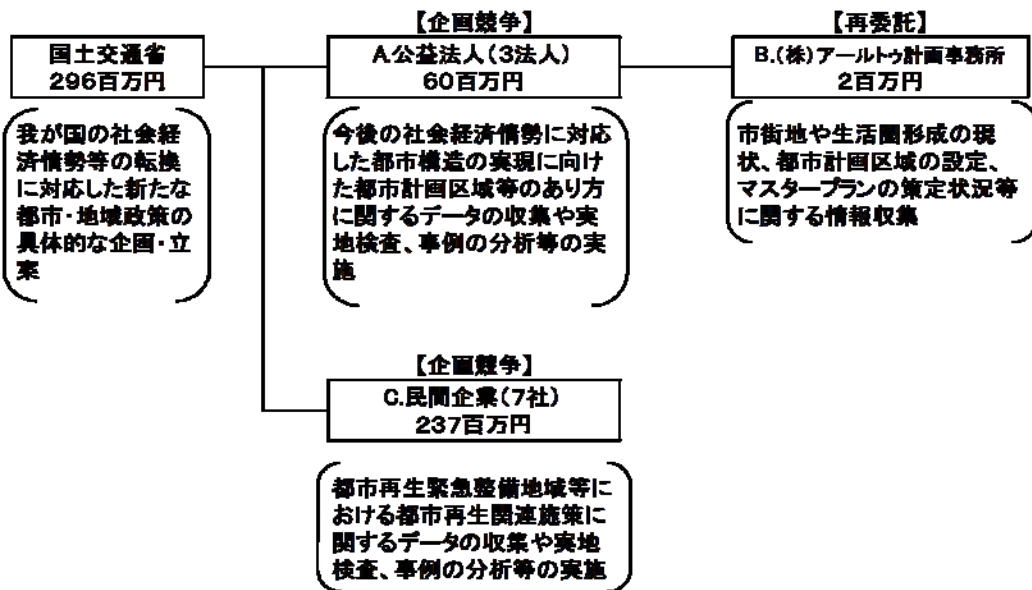 国土交通省
296百万円
我が国の社会経
済情勢等の転換
に対応した新たな
都市・地域政策の
具体的な企画・立
案
【企画競争】
A.公益法人(3法人)
60百万円
今後の社会経済情勢に対応
した都市構造の実現に向け
た都市計画区域等のあり方
に関するデータの収集や実
地検査、事例の分析等の実
施
【再委託】
B.(株)アールトゥ計画事務所
2百万円
市街地や生活圏形成の現
状、都市計画区域の設定、
マスタープランの策定状況等
に関する情報収集
【企画競争】
C.民間企業(7社)
237百万円
都市再生緊急整備地域等に
おける都市再生関連施策に
関するデータの収集や実地
検査、事例の分析等の実施